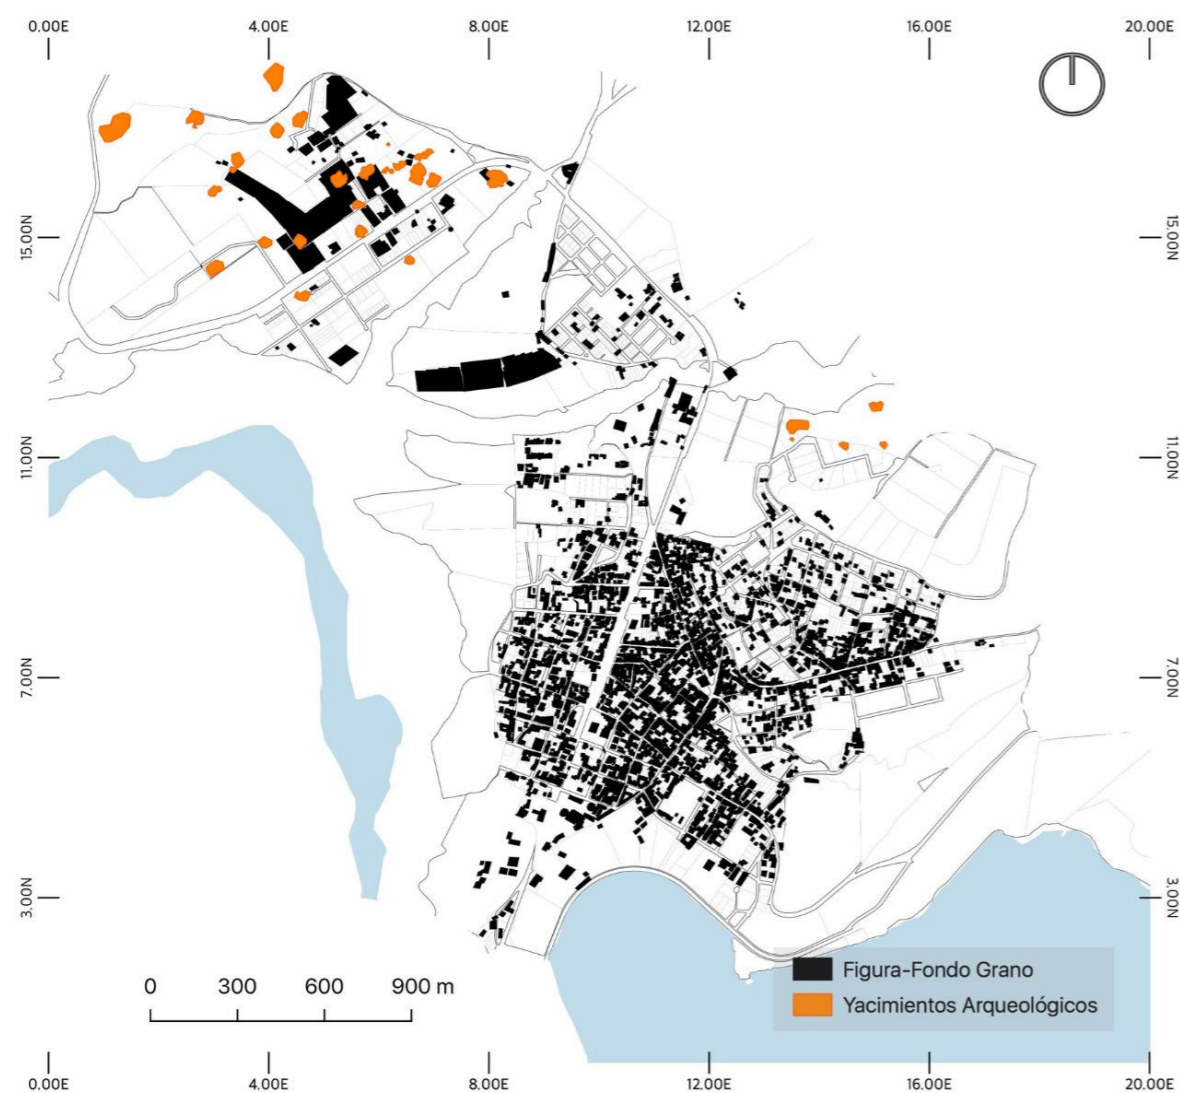 0.00E 4.00E 8.00E 12.00E 16.00E 20.00E
15.00N 15.00N
11.00N 11.00N
7.00N 7.00N
3.00N 3.00N
Figura-Fondo Grano
0 300 600 900 m
Yacimientos Arqueológicos
0.00E 4.00E 8.00E 12.00E 16.00E 20.00E